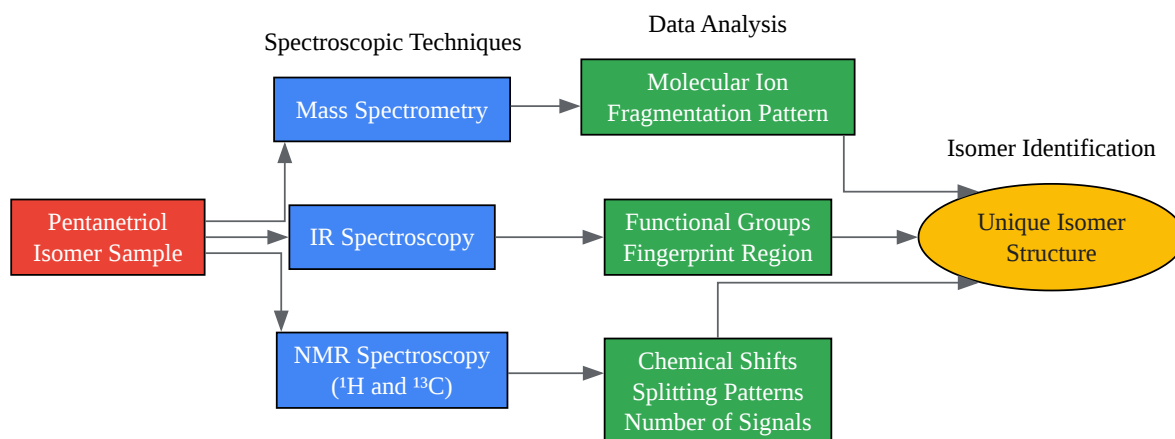 Spectroscopic Techniques
Data Analysis
Isomer Identification
Pentanetriol
Isomer Sample
Mass Spectrometry
Molecular Ion
Fragmentation Pattern
IR Spectroscopy
Functional Groups
Fingerprint Region
NMR Spectroscopy
(¹H and ¹³C)
Chemical Shifts
Splitting Patterns
Number of Signals
Unique Isomer
Structure